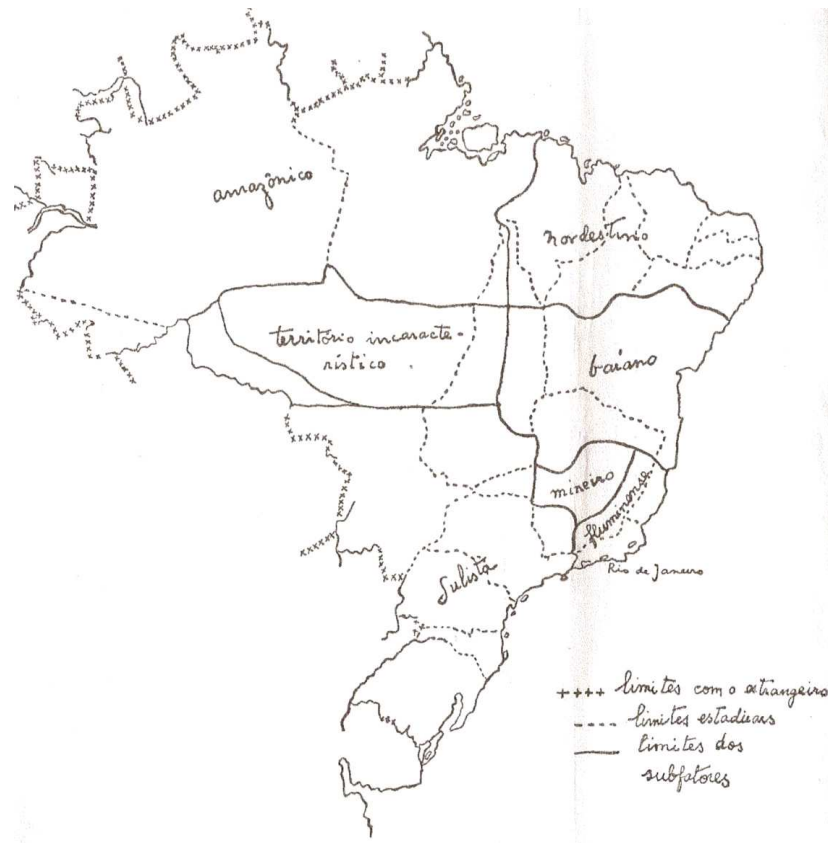 amazônico
nordestino
território incaracte-
rístico.
baiano
mineiro
fluminense
Rio de Janeiro
sulista
++++ limites com o extrangeiro
---- limites estaduais
limites dos
subfatores